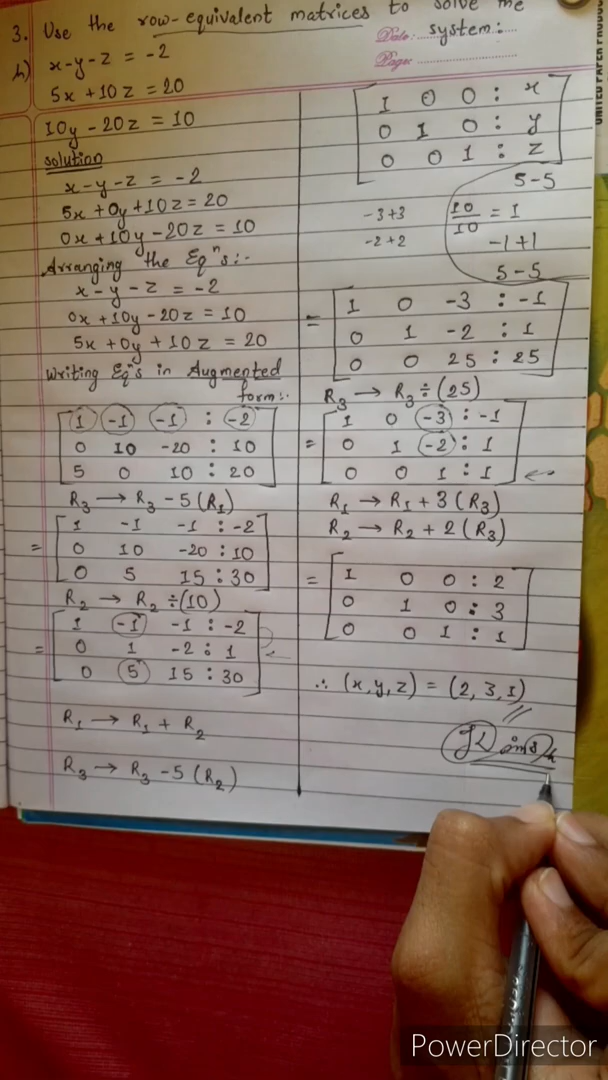 3. Use the row-equivalent matrices to solve the
system:-
Date:
Page:
UNITED PAPER PRODUC
h) x-y-z = -2
5x + 10z = 20
10y - 20z = 10
solution
x-y-z = -2
5x + 0y + 10z = 20
0x + 10y - 20z = 10
Arranging the Eqⁿs:-
x-y-z = -2
0x + 10y - 20z = 10
5x + 0y + 10z = 20
Writing Eqⁿs in Augmented
form:-
1 -1 -1 : -2
0 10 -20 : 10
5 0 10 : 20
R₃ → R₃ - 5(R₁)
= 1 -1 -1 : -2
0 10 -20 : 10
0 5 15 : 30
R₂ → R₂ ÷ (10)
= 1 -1 -1 : -2
0 1 -2 : 1
0 5 15 : 30
R₁ → R₁ + R₂
R₃ → R₃ - 5(R₂)
1 0 0 : x
0 1 0 : y
0 0 1 : z
5-5
-3+3
10/10 = 1
-2+2
-1+1
5-5
= 1 0 -3 : -1
0 1 -2 : 1
0 0 25 : 25
R₃ → R₃ ÷ (25)
= 1 0 -3 : -1
0 1 -2 : 1
0 0 1 : 1
R₁ → R₁ + 3(R₃)
R₂ → R₂ + 2(R₃)
= 1 0 0 : 2
0 1 0 : 3
0 0 1 : 1
∴ (x,y,z) = (2, 3, 1)
PowerDirector